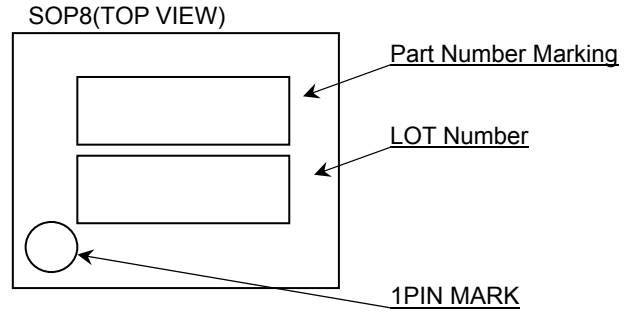 SOP8(TOP VIEW)
Part Number Marking
LOT Number
1PIN MARK